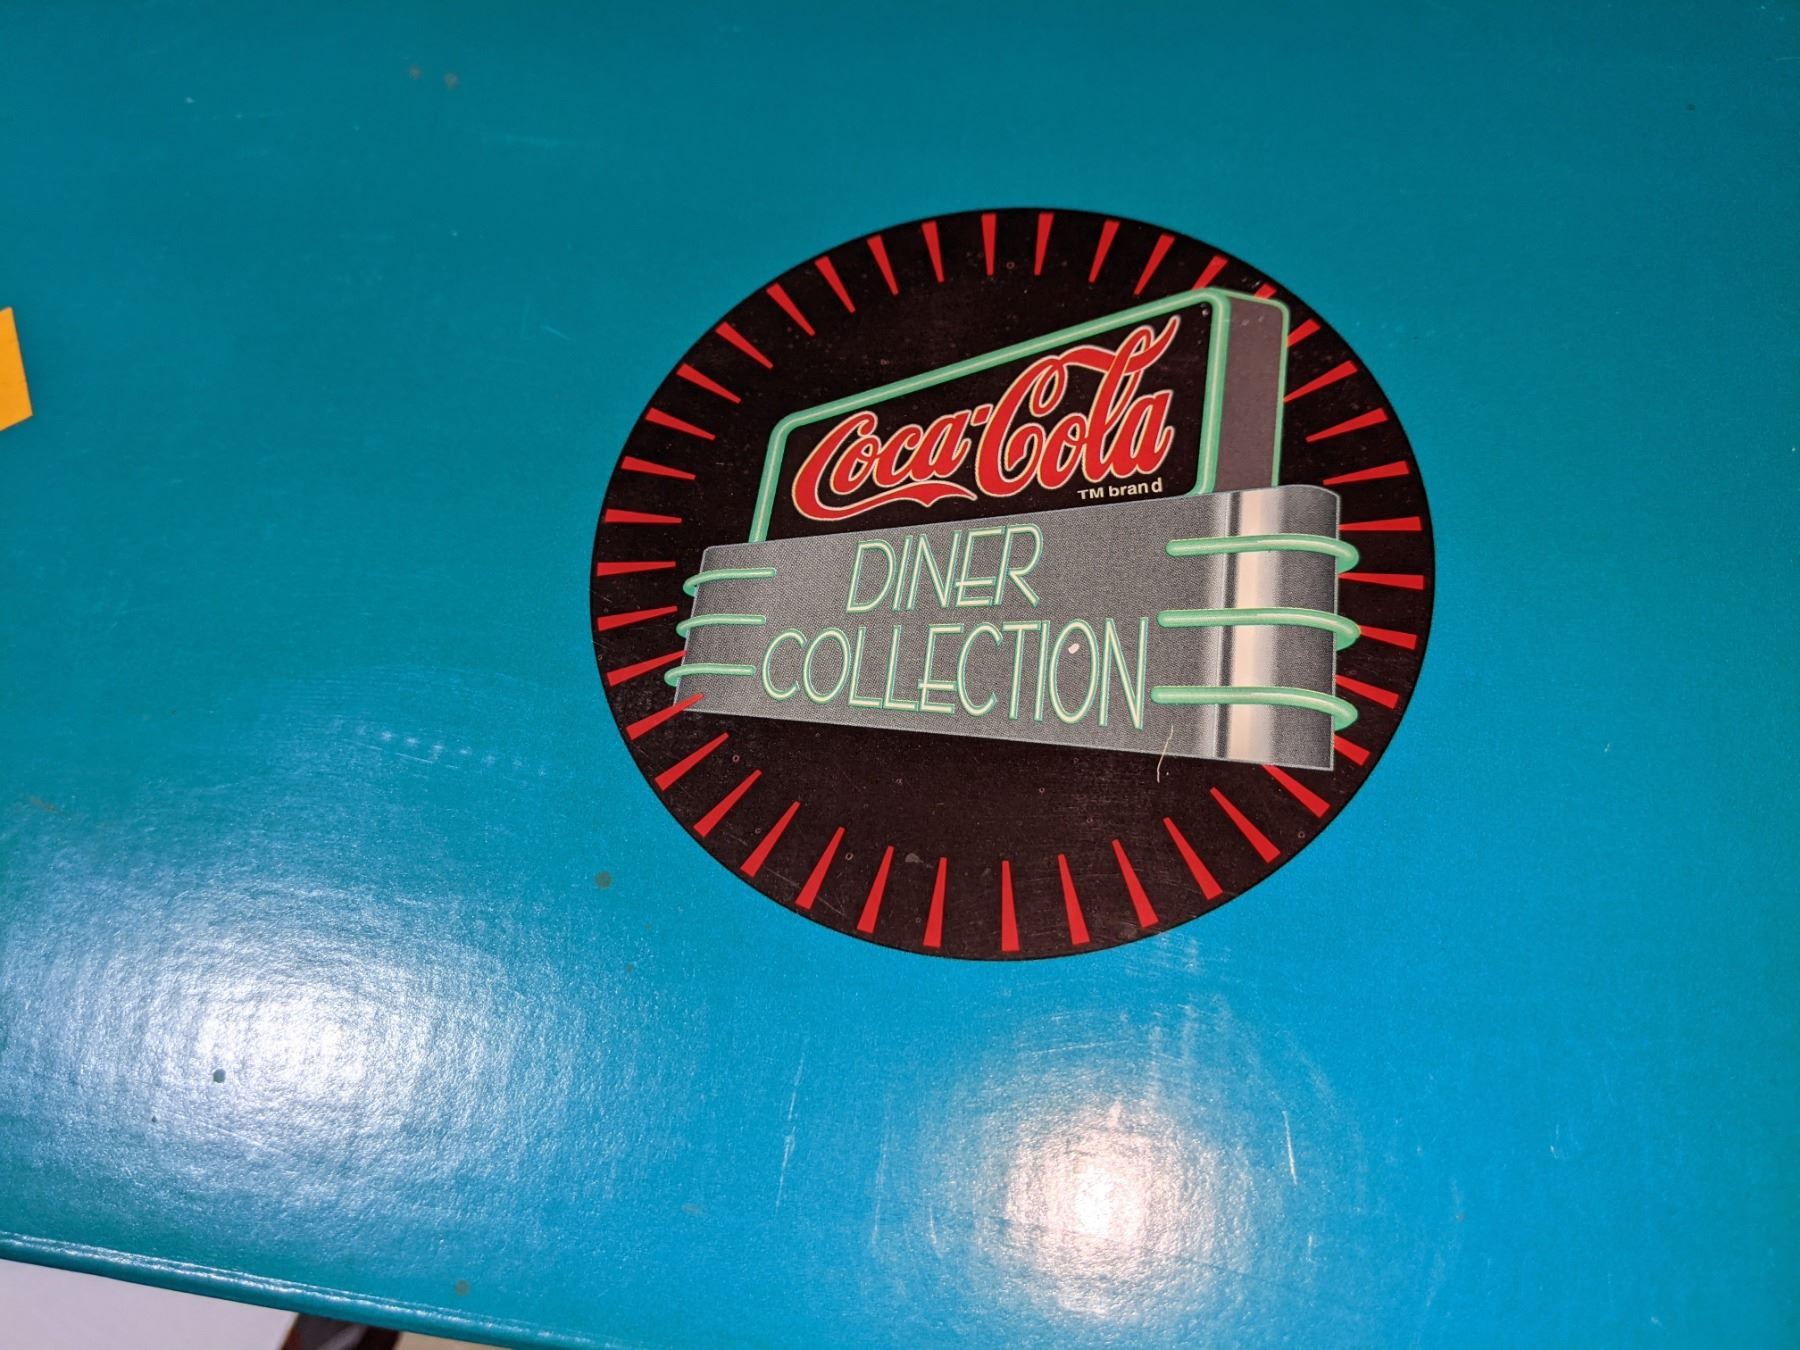 Coca-Cola
TM brand
DINER
COLLECTION